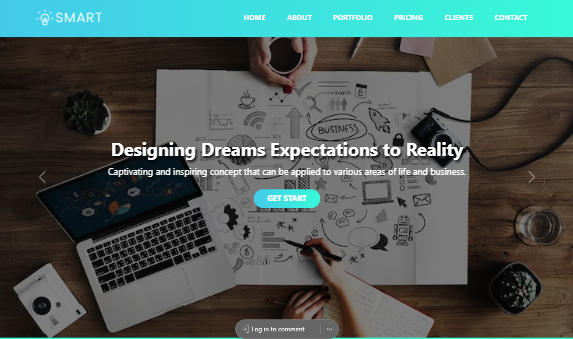 SMART
HOME ABOUT PORTFOLIO PRICING CLIENTS CONTACT
Search
BUSINESS
Designing Dreams Expectations to Reality
Captivating and inspiring concept that can be applied to various areas of life and business.
GET START
Log in to comment